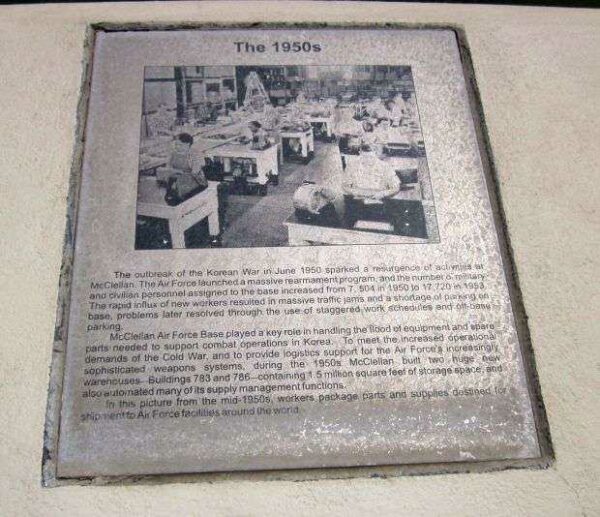 The 1950s
The outbreak of the Korean War in June 1950 sparked a resurgence of activities at
McClellan. The Air Force launched a massive rearmament program, and the number of military
and civilian personnel assigned to the base increased from 7, 504 in 1950 to 17,720 in 1953.
The rapid influx of new workers resulted in massive traffic jams and a shortage of parking on
base, problems later resolved through the use of staggered work schedules and off-base
parking.
McClellan Air Force Base played a key role in handling the flood of equipment and spare
parts needed to support combat operations in Korea. To meet the increased operational
demands of the Cold War, and to provide logistics support for the Air Force's increasingly
sophisticated weapons systems, during the 1950s McClellan built two huge new
warehouses--Buildings 783 and 786--containing 1.5 million square feet of storage space, and
also automated many of its supply management functions.
In this picture from the mid-1950s, workers package parts and supplies destined for
shipment to Air Force facilities around the world.